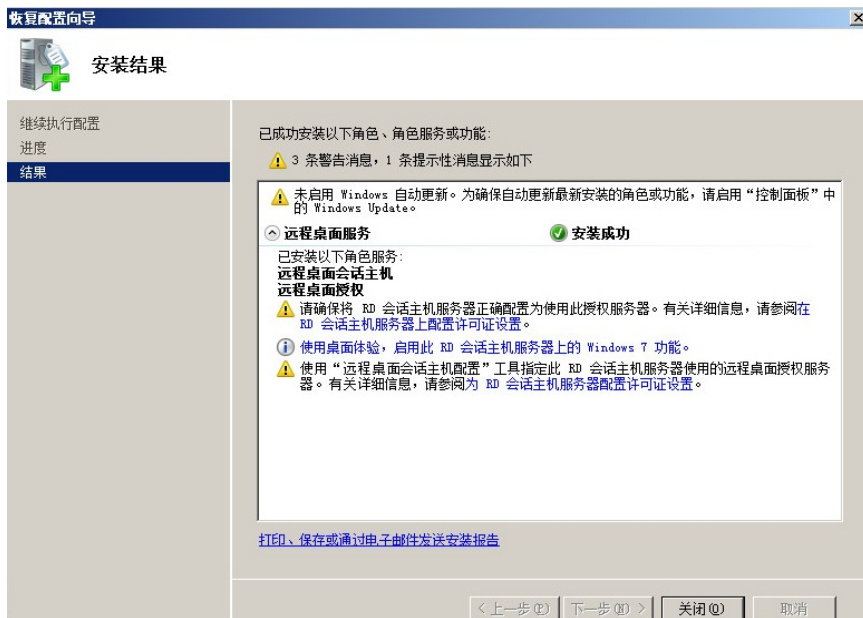 恢复配置向导
安装结果
继续执行配置
进度
结果
已成功安装以下角色、角色服务或功能:
3 条警告消息，1 条提示性消息显示如下
未启用 Windows 自动更新。为确保自动更新最新安装的角色或功能，请启用“控制面板”中
的 Windows Update。
远程桌面服务 安装成功
已安装以下角色服务:
远程桌面会话主机
远程桌面授权
请确保将 RD 会话主机服务器正确配置为使用此授权服务器。有关详细信息，请参阅在
RD 会话主机服务器上配置许可证设置。
使用桌面体验，启用此 RD 会话主机服务器上的 Windows 7 功能。
使用“远程桌面会话主机配置”工具指定此 RD 会话主机服务器使用的远程桌面授权服务
器。有关详细信息，请参阅为 RD 会话主机服务器配置许可证设置。
打印、保存或通过电子邮件发送安装报告
< 上一步(P) 下一步(N) > 关闭(O) 取消